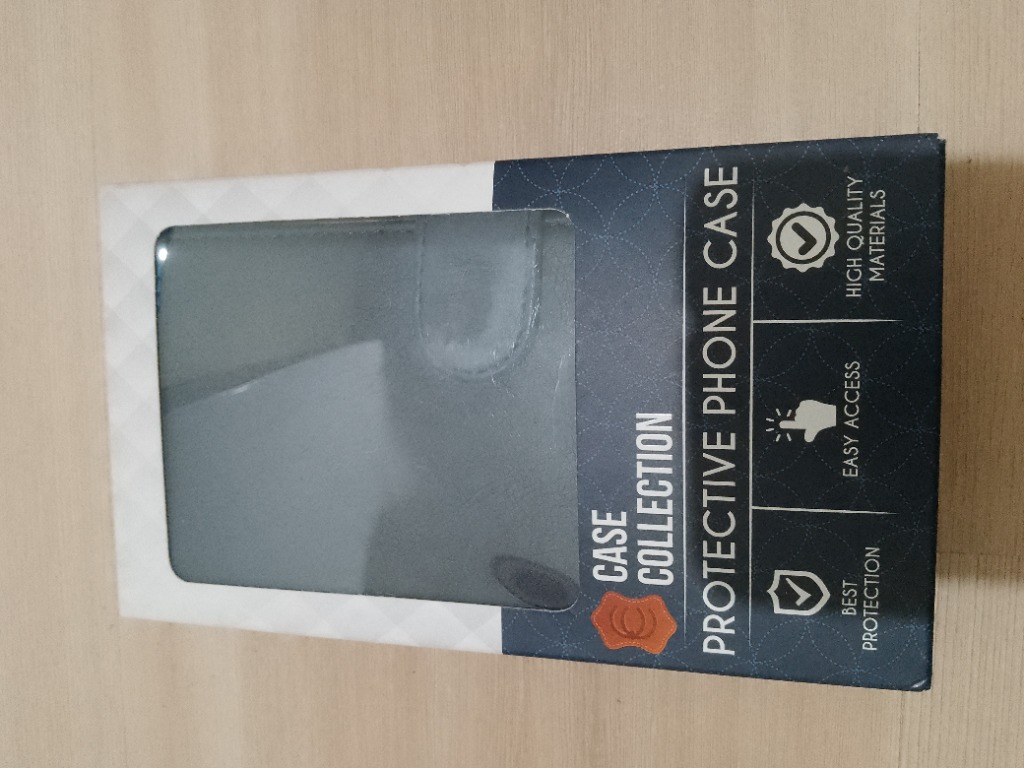 CASE
COLLECTION
PROTECTIVE PHONE CASE
BEST
PROTECTION
EASY ACCESS
HIGH QUALITY
MATERIALS